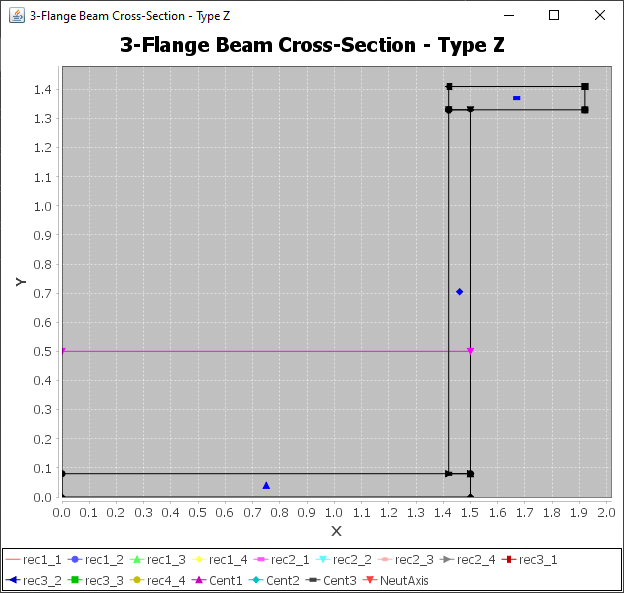 3-Flange Beam Cross-Section - Type Z
3-Flange Beam Cross-Section - Type Z
1.4
1.3
1.2
1.1
1.0
0.9
0.8
0.7
0.6
0.5
0.4
0.3
0.2
0.1
0.0
Y
0.0 0.1 0.2 0.3 0.4 0.5 0.6 0.7 0.8 0.9 1.0 1.1 1.2 1.3 1.4 1.5 1.6 1.7 1.8 1.9 2.0
X
rec1_1 rec1_2 rec1_3 rec1_4 rec2_1 rec2_2 rec2_3 rec2_4 rec3_1
rec3_2 rec3_3 rec4_4 Cent1 Cent2 Cent3 NeutAxis